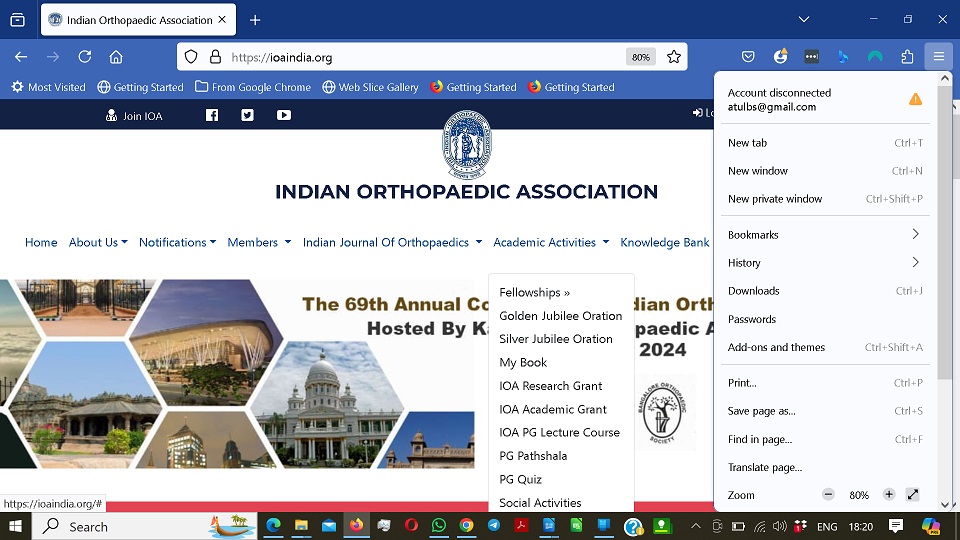 Indian Orthopaedic Association
https://ioaindia.org
80%
Most Visited
Getting Started
From Google Chrome
Web Slice Gallery
Getting Started
Getting Started
Join IOA
INDIAN ORTHOPAEDIC ASSOCIATION
Home
About Us
Notifications
Members
Indian Journal Of Orthopaedics
Academic Activities
Knowledge Bank
The 69th Annual Co
dian Orth
Hosted By Ka
paedic A
2024
BANGALORE ORTHOPAEDIC
SOCIETY
Fellowships »
Golden Jubilee Oration
Silver Jubilee Oration
My Book
IOA Research Grant
IOA Academic Grant
IOA PG Lecture Course
PG Pathshala
PG Quiz
Social Activities
Account disconnected
atulbs@gmail.com
New tab Ctrl+T
New window Ctrl+N
New private window Ctrl+Shift+P
Bookmarks
History
Downloads Ctrl+J
Passwords
Add-ons and themes Ctrl+Shift+A
Print... Ctrl+P
Save page as... Ctrl+S
Find in page... Ctrl+F
Translate page...
Zoom 80%
https://ioaindia.org/#
Search
ENG
18:20